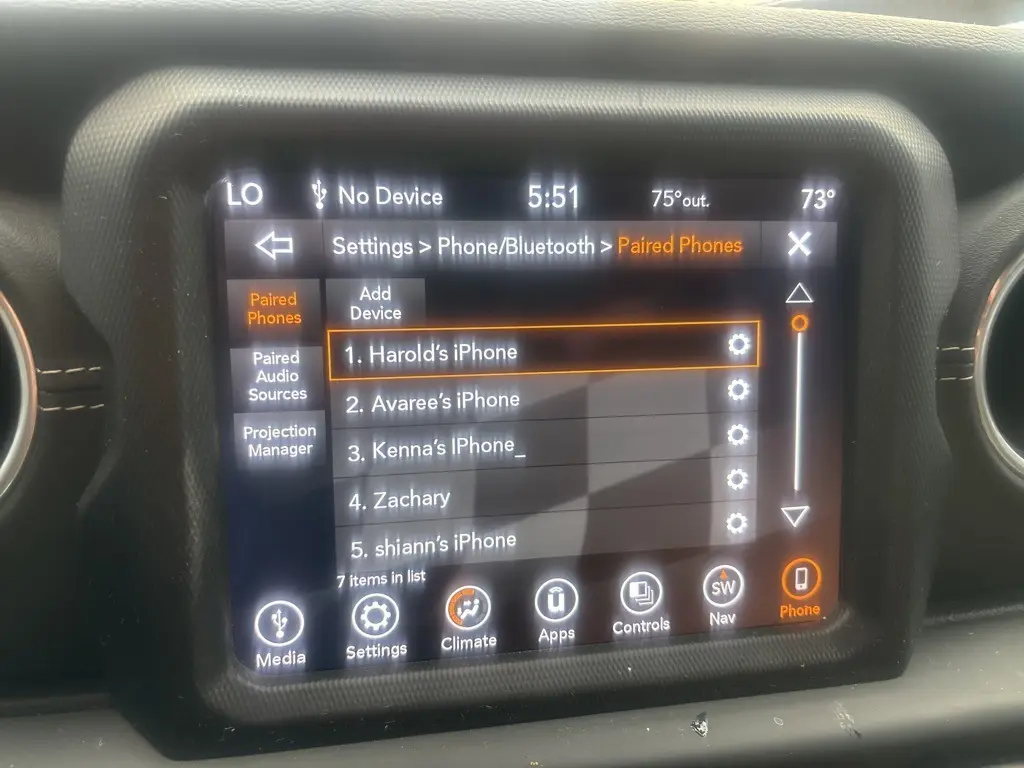 LO No Device 5:51 75°out. 73°
Settings > Phone/Bluetooth > Paired Phones
Paired
Phones
Add
Device
Paired
Audio
Sources
Projection
Manager
1. Harold's iPhone
2. Avaree's iPhone
3. Kenna's IPhone_
4. Zachary
5. shiann's iPhone
7 items in list
Media
Settings
Climate
Apps
Controls
SW
Nav
Phone